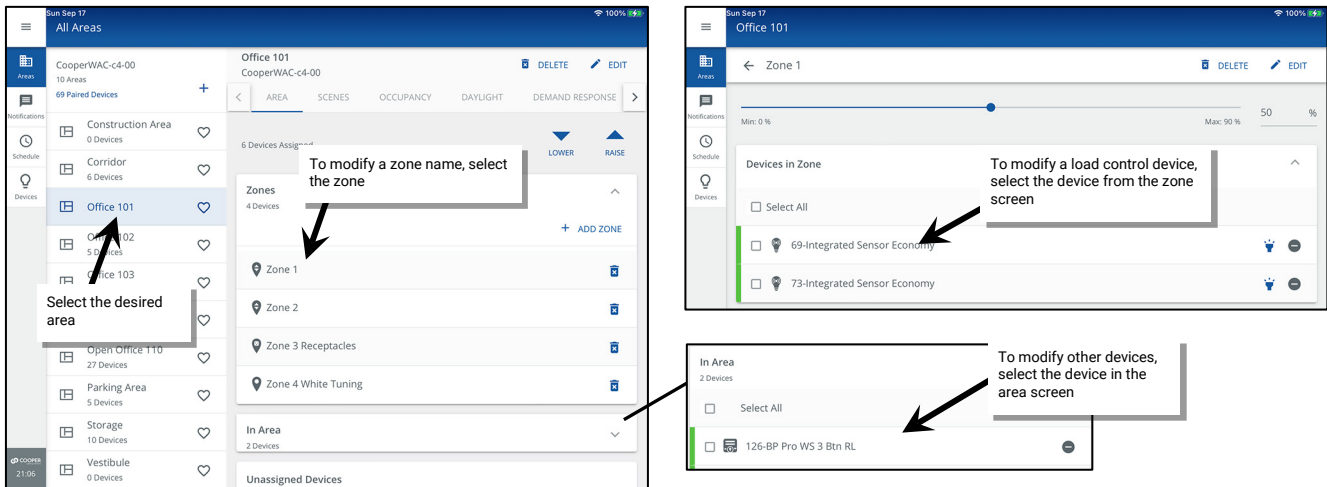 Sun Sep 17
100%
All Areas
Areas
Notifications
Schedule
Devices
COOPER
21:06
CooperWAC-c4-00
10 Areas
69 Paired Devices
+
Construction Area
0 Devices
Corridor
6 Devices
Office 101
Office 102
5 Devices
Office 103
Open Office 110
27 Devices
Parking Area
5 Devices
Storage
10 Devices
Vestibule
0 Devices
Select the desired
area
Office 101
CooperWAC-c4-00
DELETE
EDIT
< AREA SCENES OCCUPANCY DAYLIGHT DEMAND RESPONSE >
6 Devices Assigned
LOWER
RAISE
To modify a zone name, select
the zone
Zones
4 Devices
+ ADD ZONE
Zone 1
Zone 2
Zone 3 Receptacles
Zone 4 White Tuning
In Area
2 Devices
Unassigned Devices
Sun Sep 17
100%
Office 101
Areas
Notifications
Schedule
Devices
← Zone 1
DELETE
EDIT
Min: 0 %
Max: 90 %
50 %
Devices in Zone
To modify a load control device,
select the device from the zone
screen
Select All
69-Integrated Sensor Economy
73-Integrated Sensor Economy
In Area
2 Devices
To modify other devices,
select the device in the
area screen
Select All
126-BP Pro WS 3 Btn RL